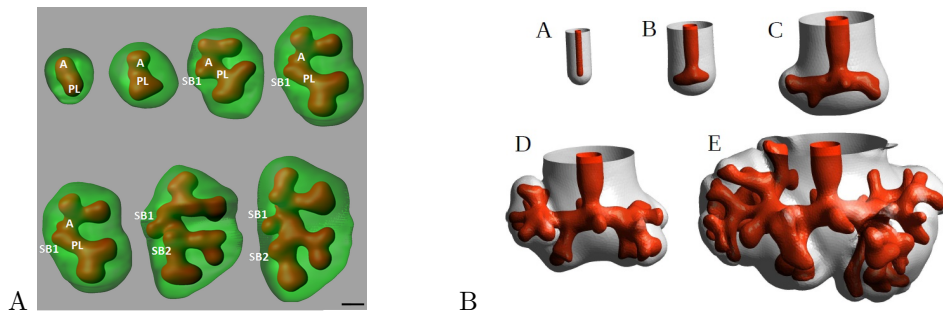 A A A A
PL PL SB1 PL SB1 PL
A
SB1 PL SB1 SB1
SB2 SB2
A
A B C
D E
B